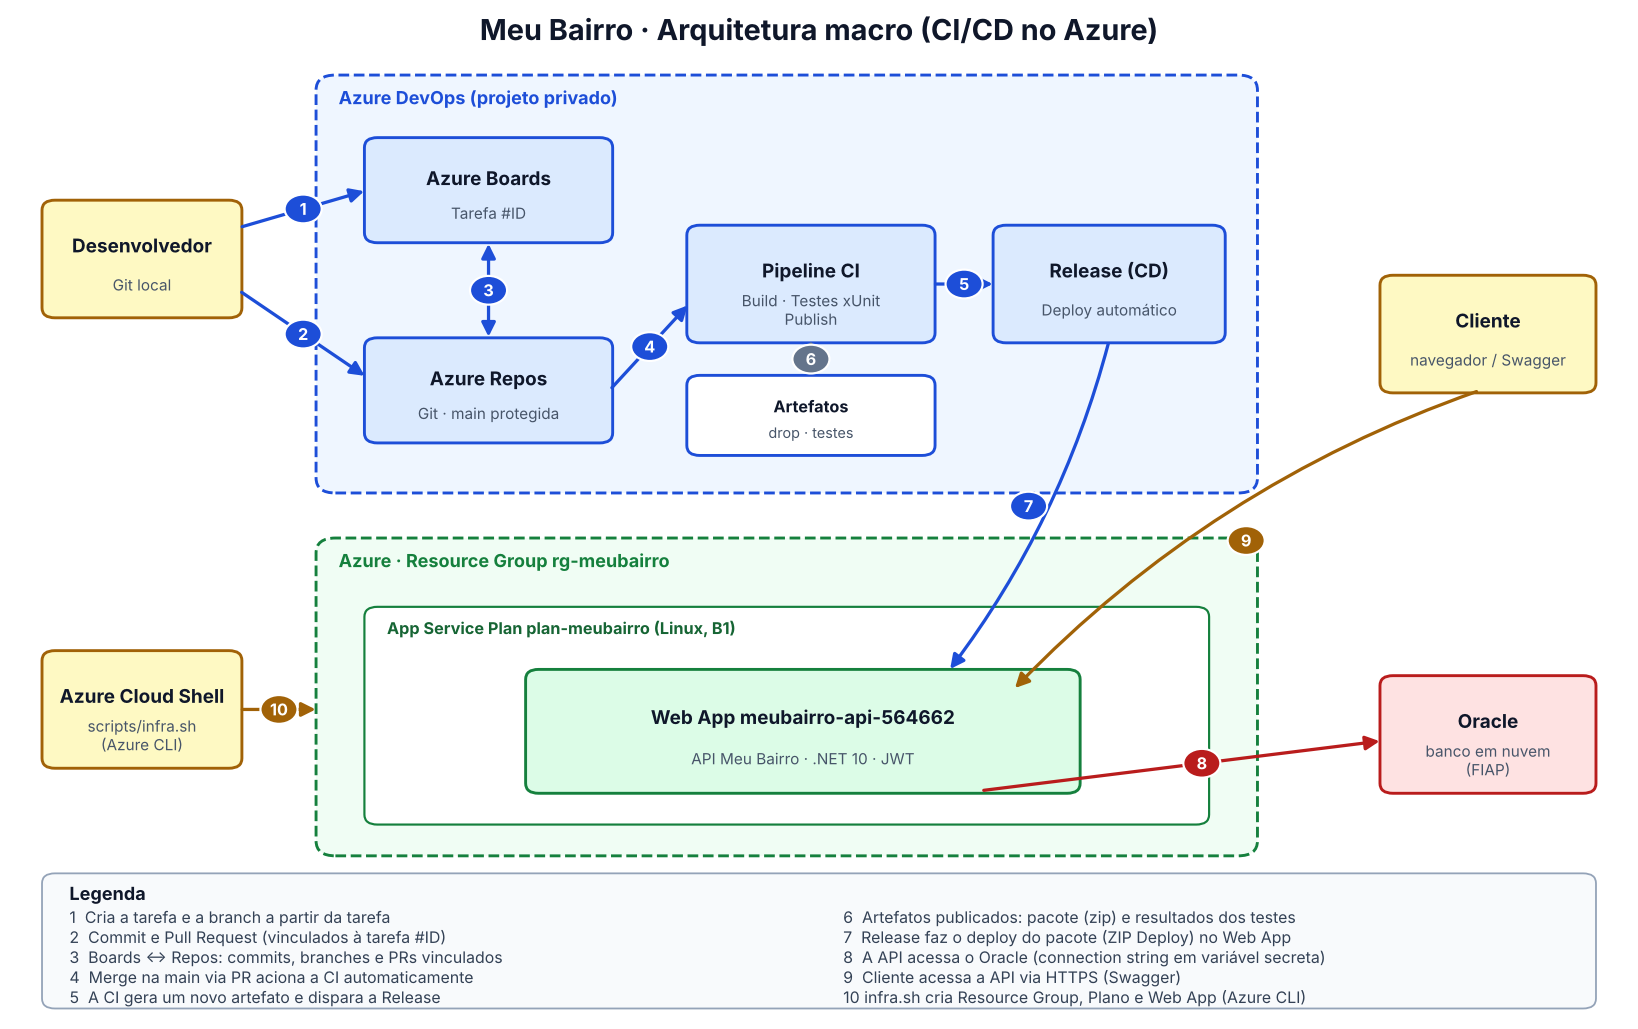 Meu Bairro · Arquitetura macro (CI/CD no Azure)
Azure DevOps (projeto privado)
Azure Boards
Tarefa #ID
1
Desenvolvedor
Git local
2
3
Azure Repos
Git · main protegida
4
Pipeline CI
Build · Testes xUnit
Publish
5
Release (CD)
Deploy automático
6
Artefatos
drop · testes
Cliente
navegador / Swagger
7
9
Azure · Resource Group rg-meubairro
App Service Plan plan-meubairro (Linux, B1)
Azure Cloud Shell
scripts/infra.sh
(Azure CLI)
10
Web App meubairro-api-564662
API Meu Bairro · .NET 10 · JWT
8
Oracle
banco em nuvem
(FIAP)
Legenda
1 Cria a tarefa e a branch a partir da tarefa
2 Commit e Pull Request (vinculados à tarefa #ID)
3 Boards ↔ Repos: commits, branches e PRs vinculados
4 Merge na main via PR aciona a CI automaticamente
5 A CI gera um novo artefato e dispara a Release
6 Artefatos publicados: pacote (zip) e resultados dos testes
7 Release faz o deploy do pacote (ZIP Deploy) no Web App
8 A API acessa o Oracle (connection string em variável secreta)
9 Cliente acessa a API via HTTPS (Swagger)
10 infra.sh cria Resource Group, Plano e Web App (Azure CLI)